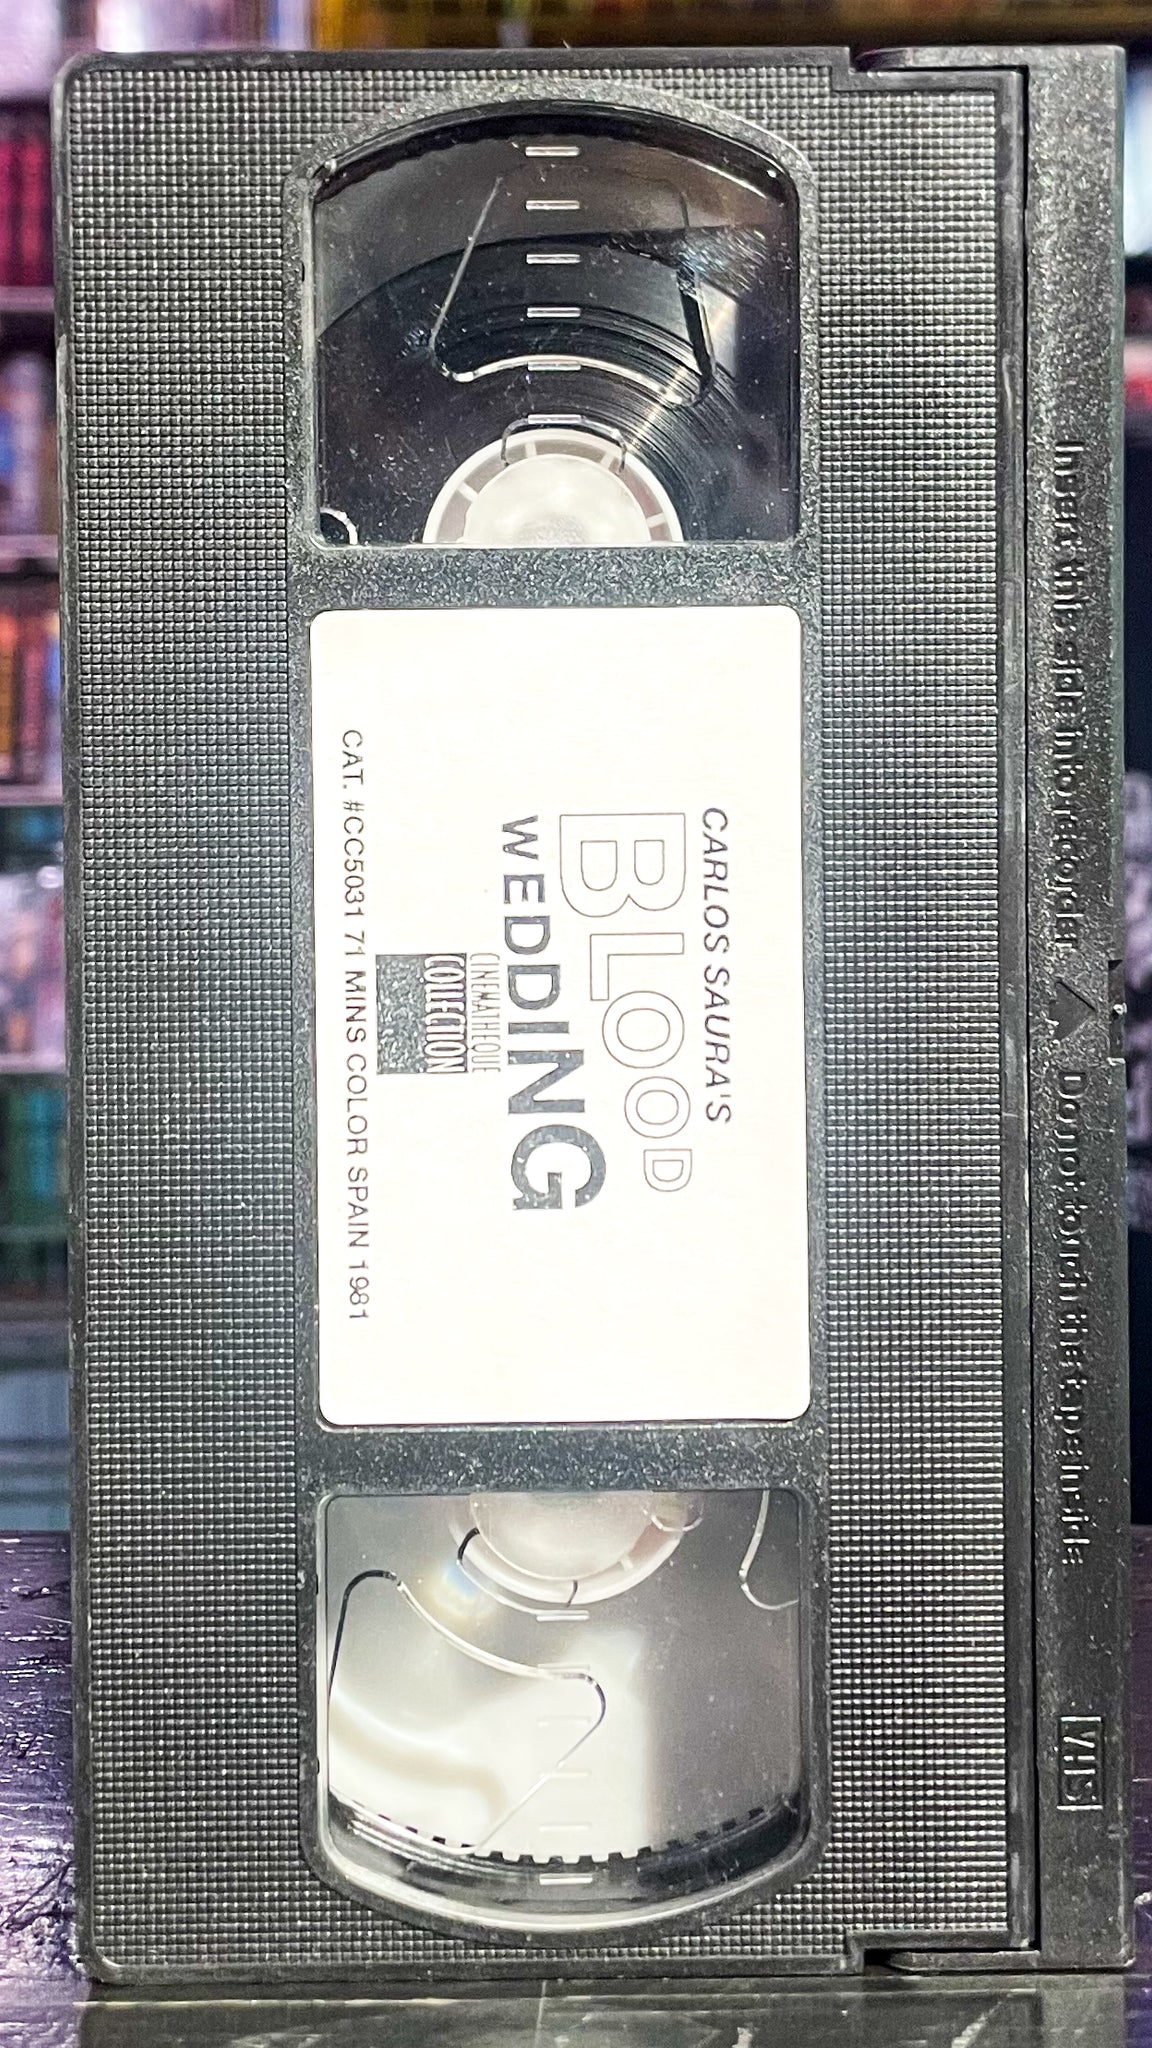 Insert this side into recorder △ Do not touch the tape inside
VHS
CARLOS SAURA'S
BLOOD
WEDDING
CINEMATHEQUE
COLLECTION
CAT. #CC5031 71 MINS COLOR SPAIN 1981